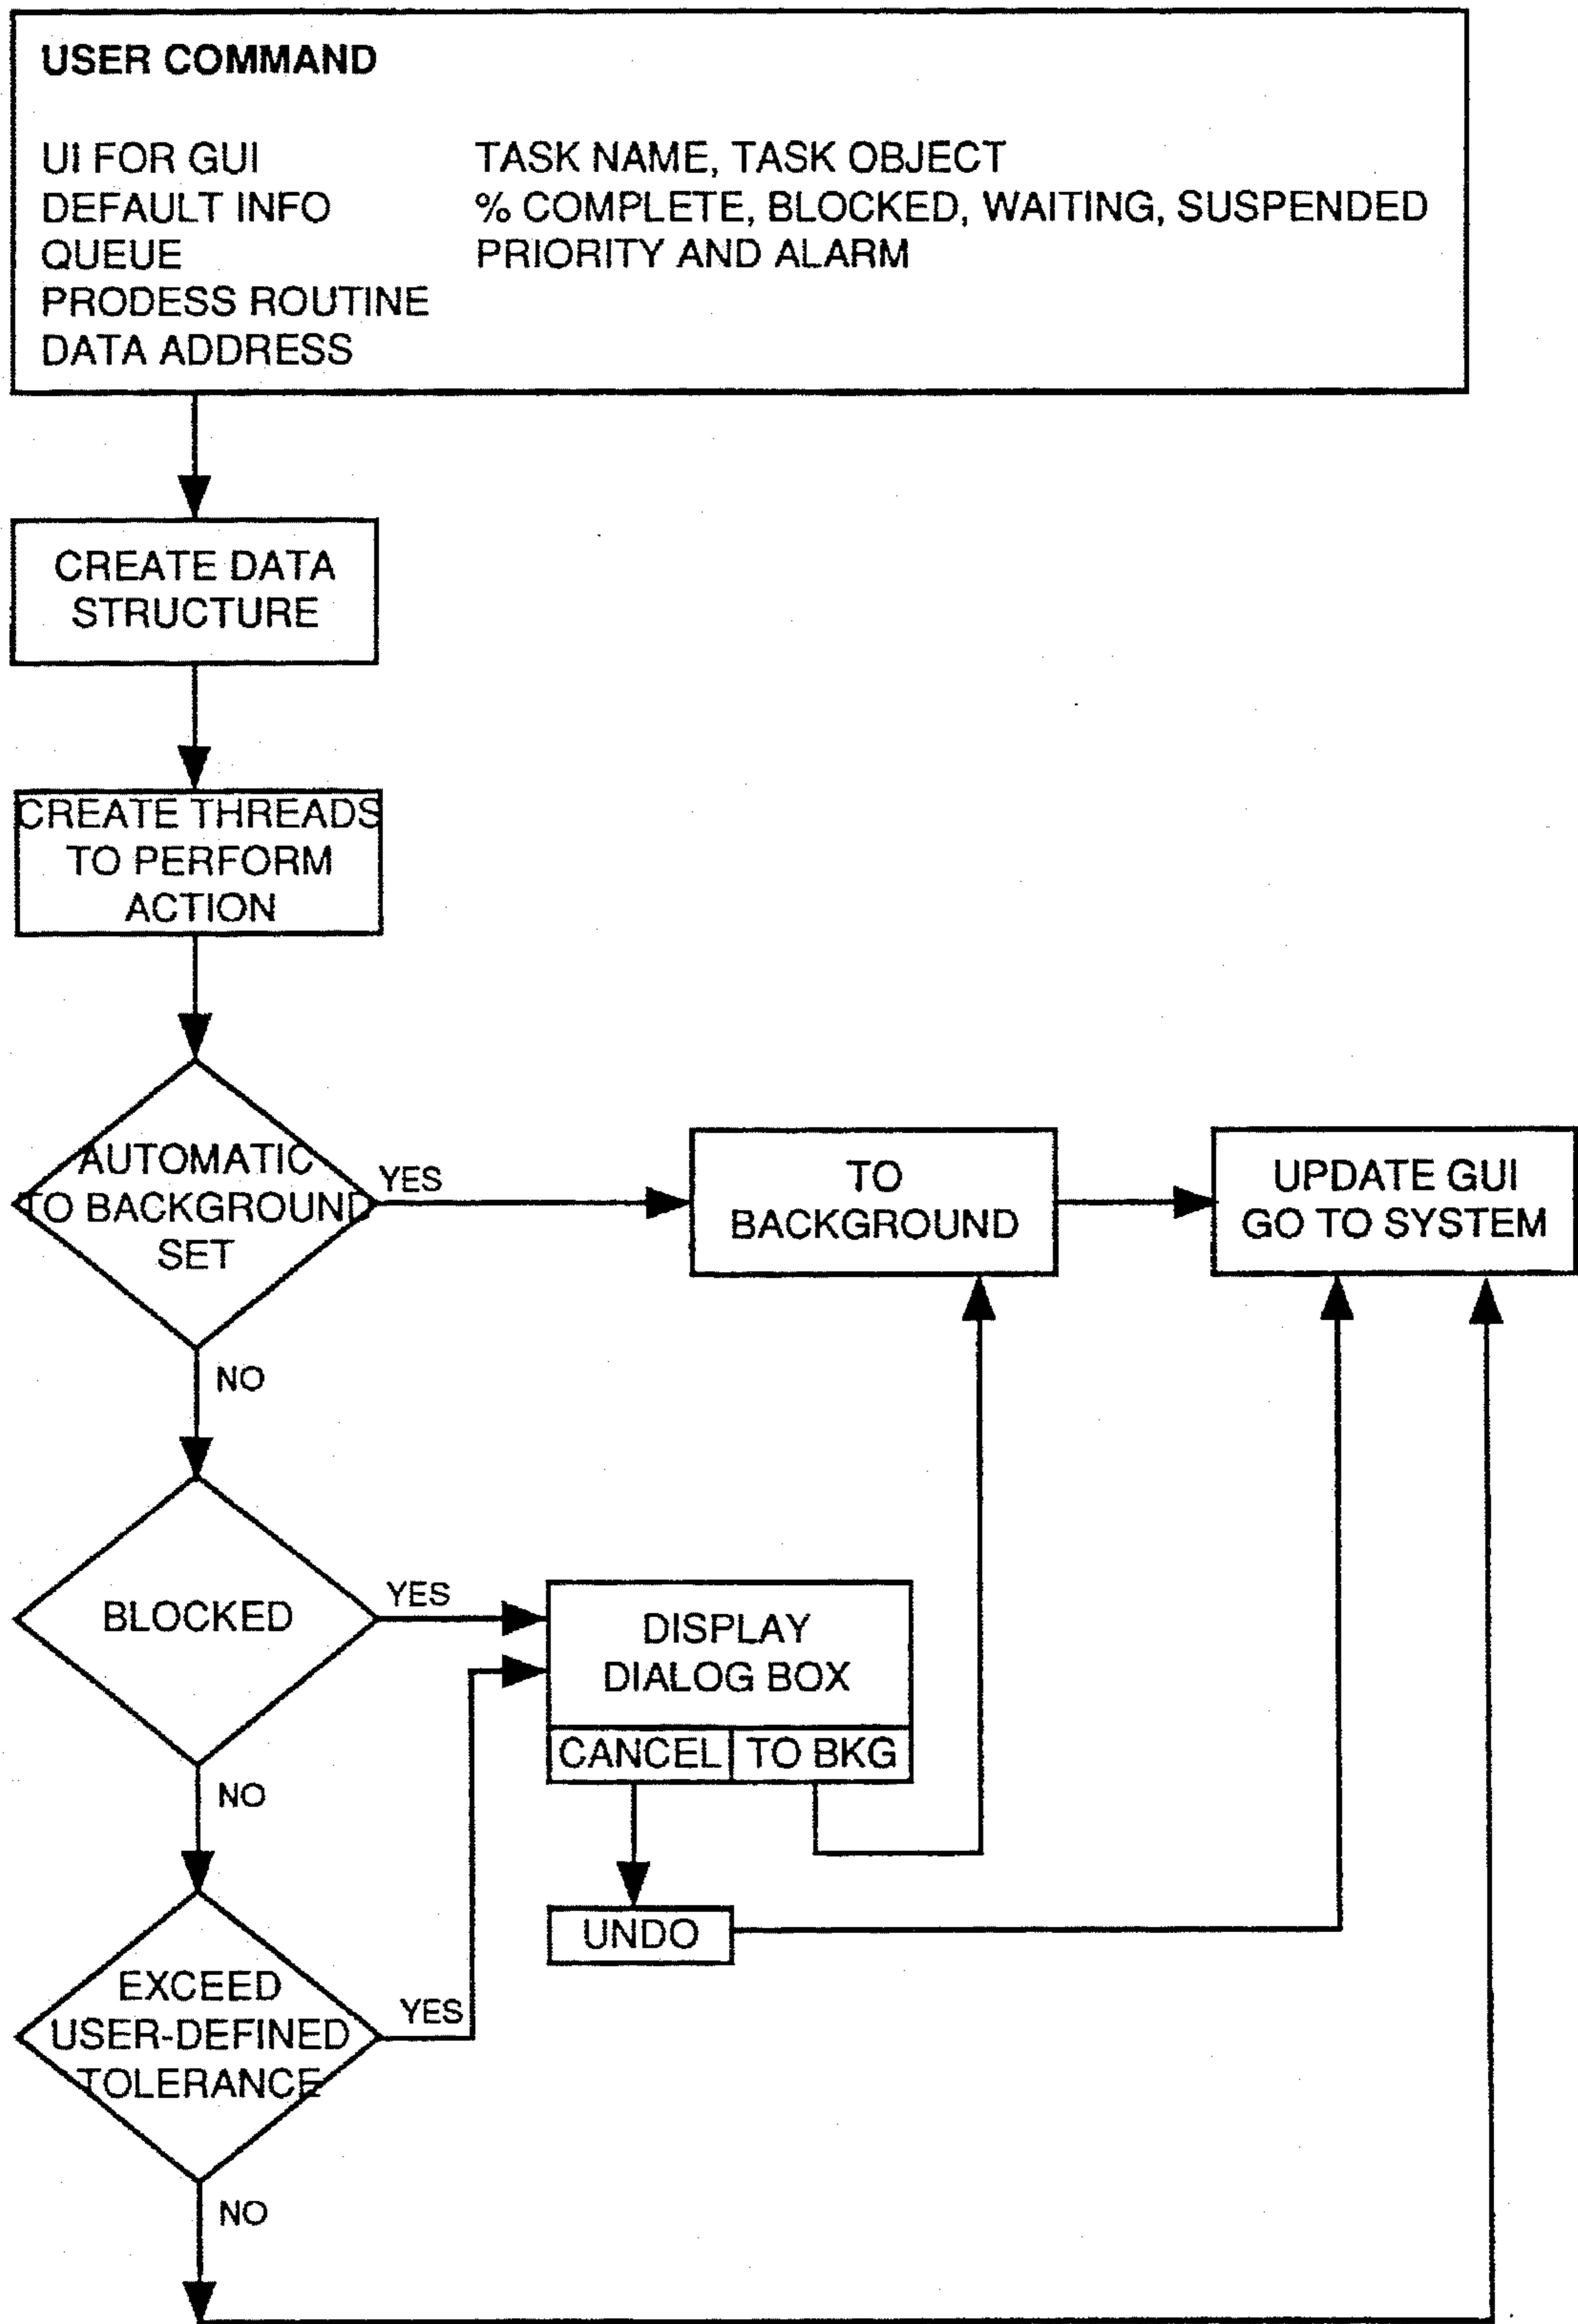 USER COMMAND
UI FOR GUI TASK NAME, TASK OBJECT
DEFAULT INFO % COMPLETE, BLOCKED, WAITING, SUSPENDED
QUEUE PRIORITY AND ALARM
PRODESS ROUTINE
DATA ADDRESS
CREATE DATA
STRUCTURE
CREATE THREADS
TO PERFORM
ACTION
AUTOMATIC
TO BACKGROUND
SET
YES
TO
BACKGROUND
UPDATE GUI
GO TO SYSTEM
NO
BLOCKED
YES
DISPLAY
DIALOG BOX
CANCEL
TO BKG
NO
UNDO
EXCEED
USER-DEFINED
TOLERANCE
YES
NO